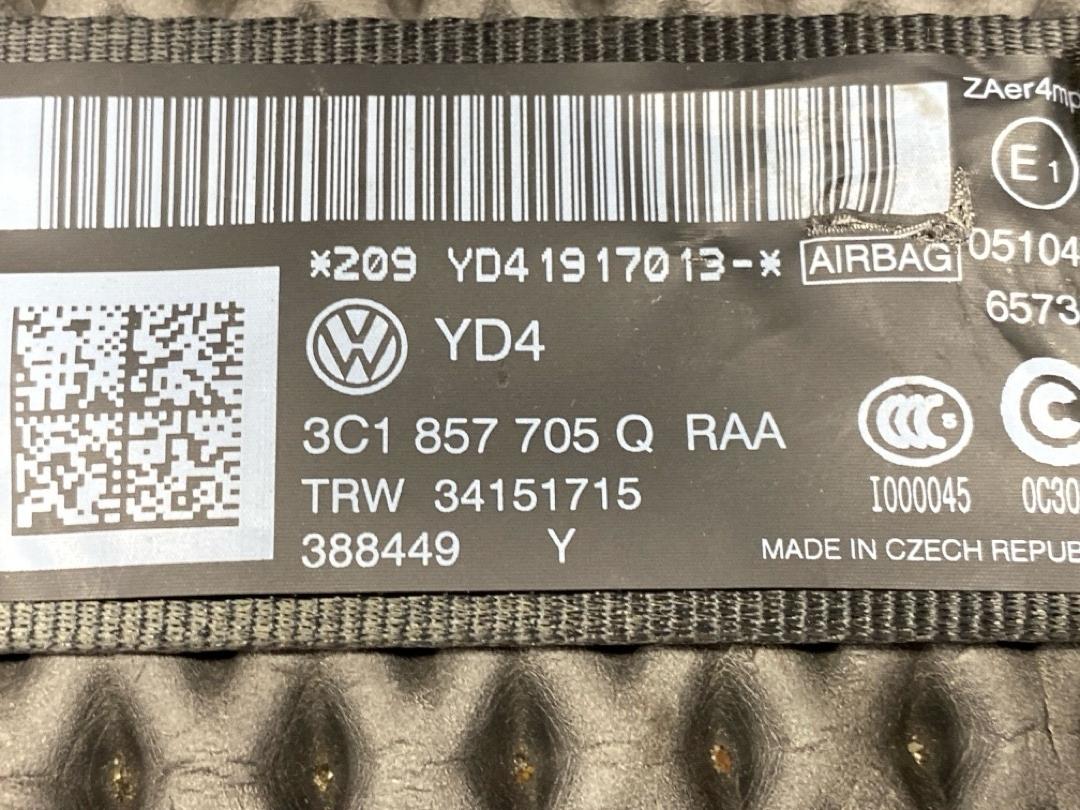 ZAer4mp
E1
*209 YD41917013-* AIRBAG 05104
6573
YD4
3C1 857 705 Q RAA
TRW 34151715 I000045 0C30
388449 Y MADE IN CZECH REPUB